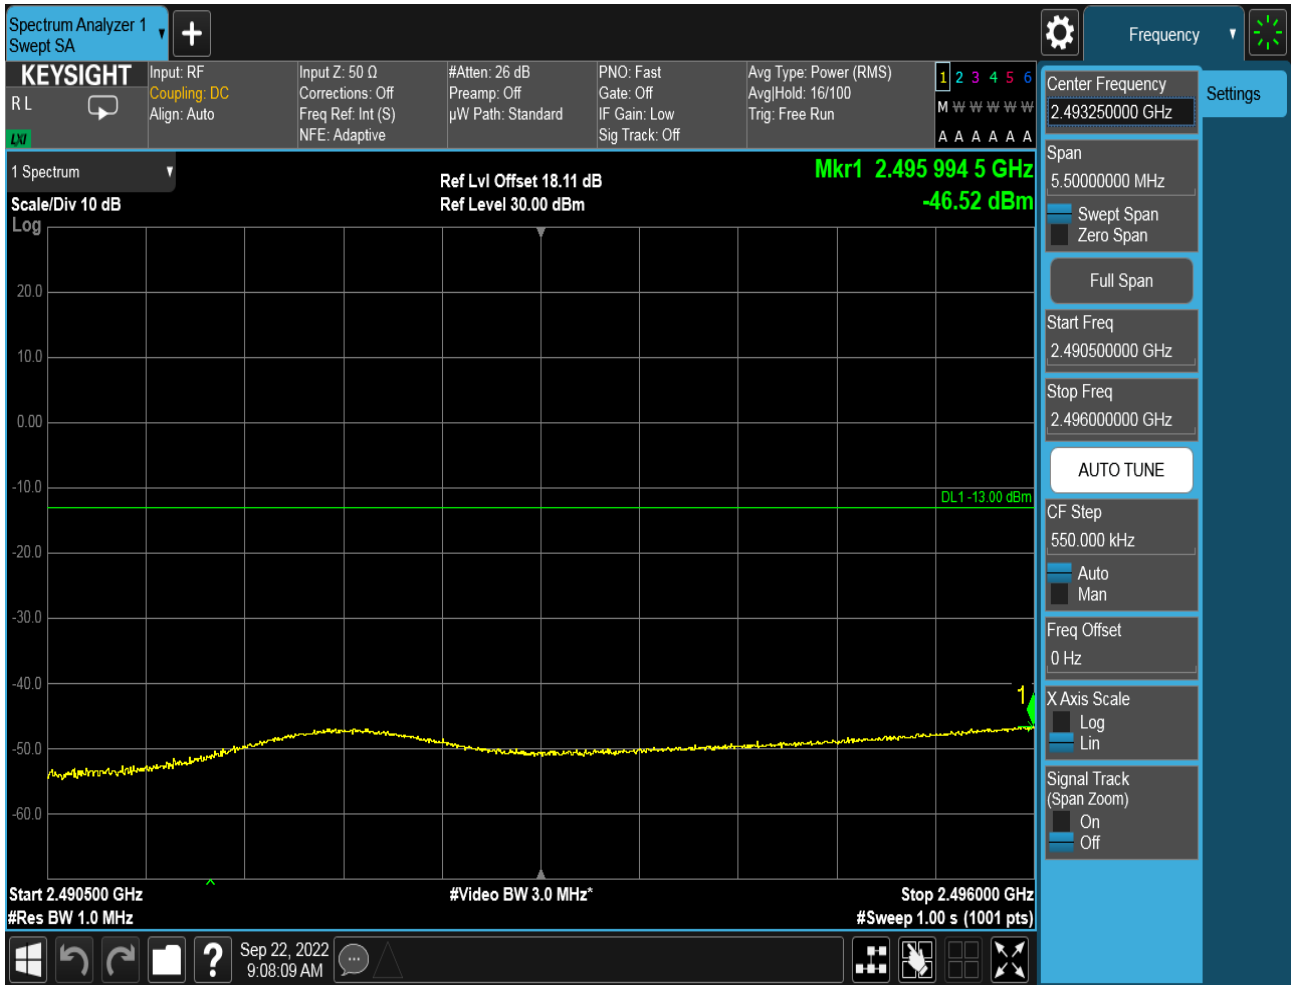 Spectrum Analyzer 1
Swept SA
+
Frequency
KEYSIGHT
R L
LXI
Input: RF
Coupling: DC
Align: Auto
Input Z: 50 Ω
Corrections: Off
Freq Ref: Int (S)
NFE: Adaptive
#Atten: 26 dB
Preamp: Off
µW Path: Standard
PNO: Fast
Gate: Off
IF Gain: Low
Sig Track: Off
Avg Type: Power (RMS)
Avg|Hold: 16/100
Trig: Free Run
1 2 3 4 5 6
M W W W W W
A A A A A A
1 Spectrum
Scale/Div 10 dB
Log
Ref Lvl Offset 18.11 dB
Ref Level 30.00 dBm
Mkr1 2.495 994 5 GHz
-46.52 dBm
20.0
10.0
0.00
-10.0
DL1 -13.00 dBm
-20.0
-30.0
-40.0
1
-50.0
-60.0
Start 2.490500 GHz
#Video BW 3.0 MHz*
Stop 2.496000 GHz
#Res BW 1.0 MHz
#Sweep 1.00 s (1001 pts)
?
Sep 22, 2022
9:08:09 AM
Center Frequency
2.493250000 GHz
Settings
Span
5.50000000 MHz
Swept Span
Zero Span
Full Span
Start Freq
2.490500000 GHz
Stop Freq
2.496000000 GHz
AUTO TUNE
CF Step
550.000 kHz
Auto
Man
Freq Offset
0 Hz
X Axis Scale
Log
Lin
Signal Track
(Span Zoom)
On
Off